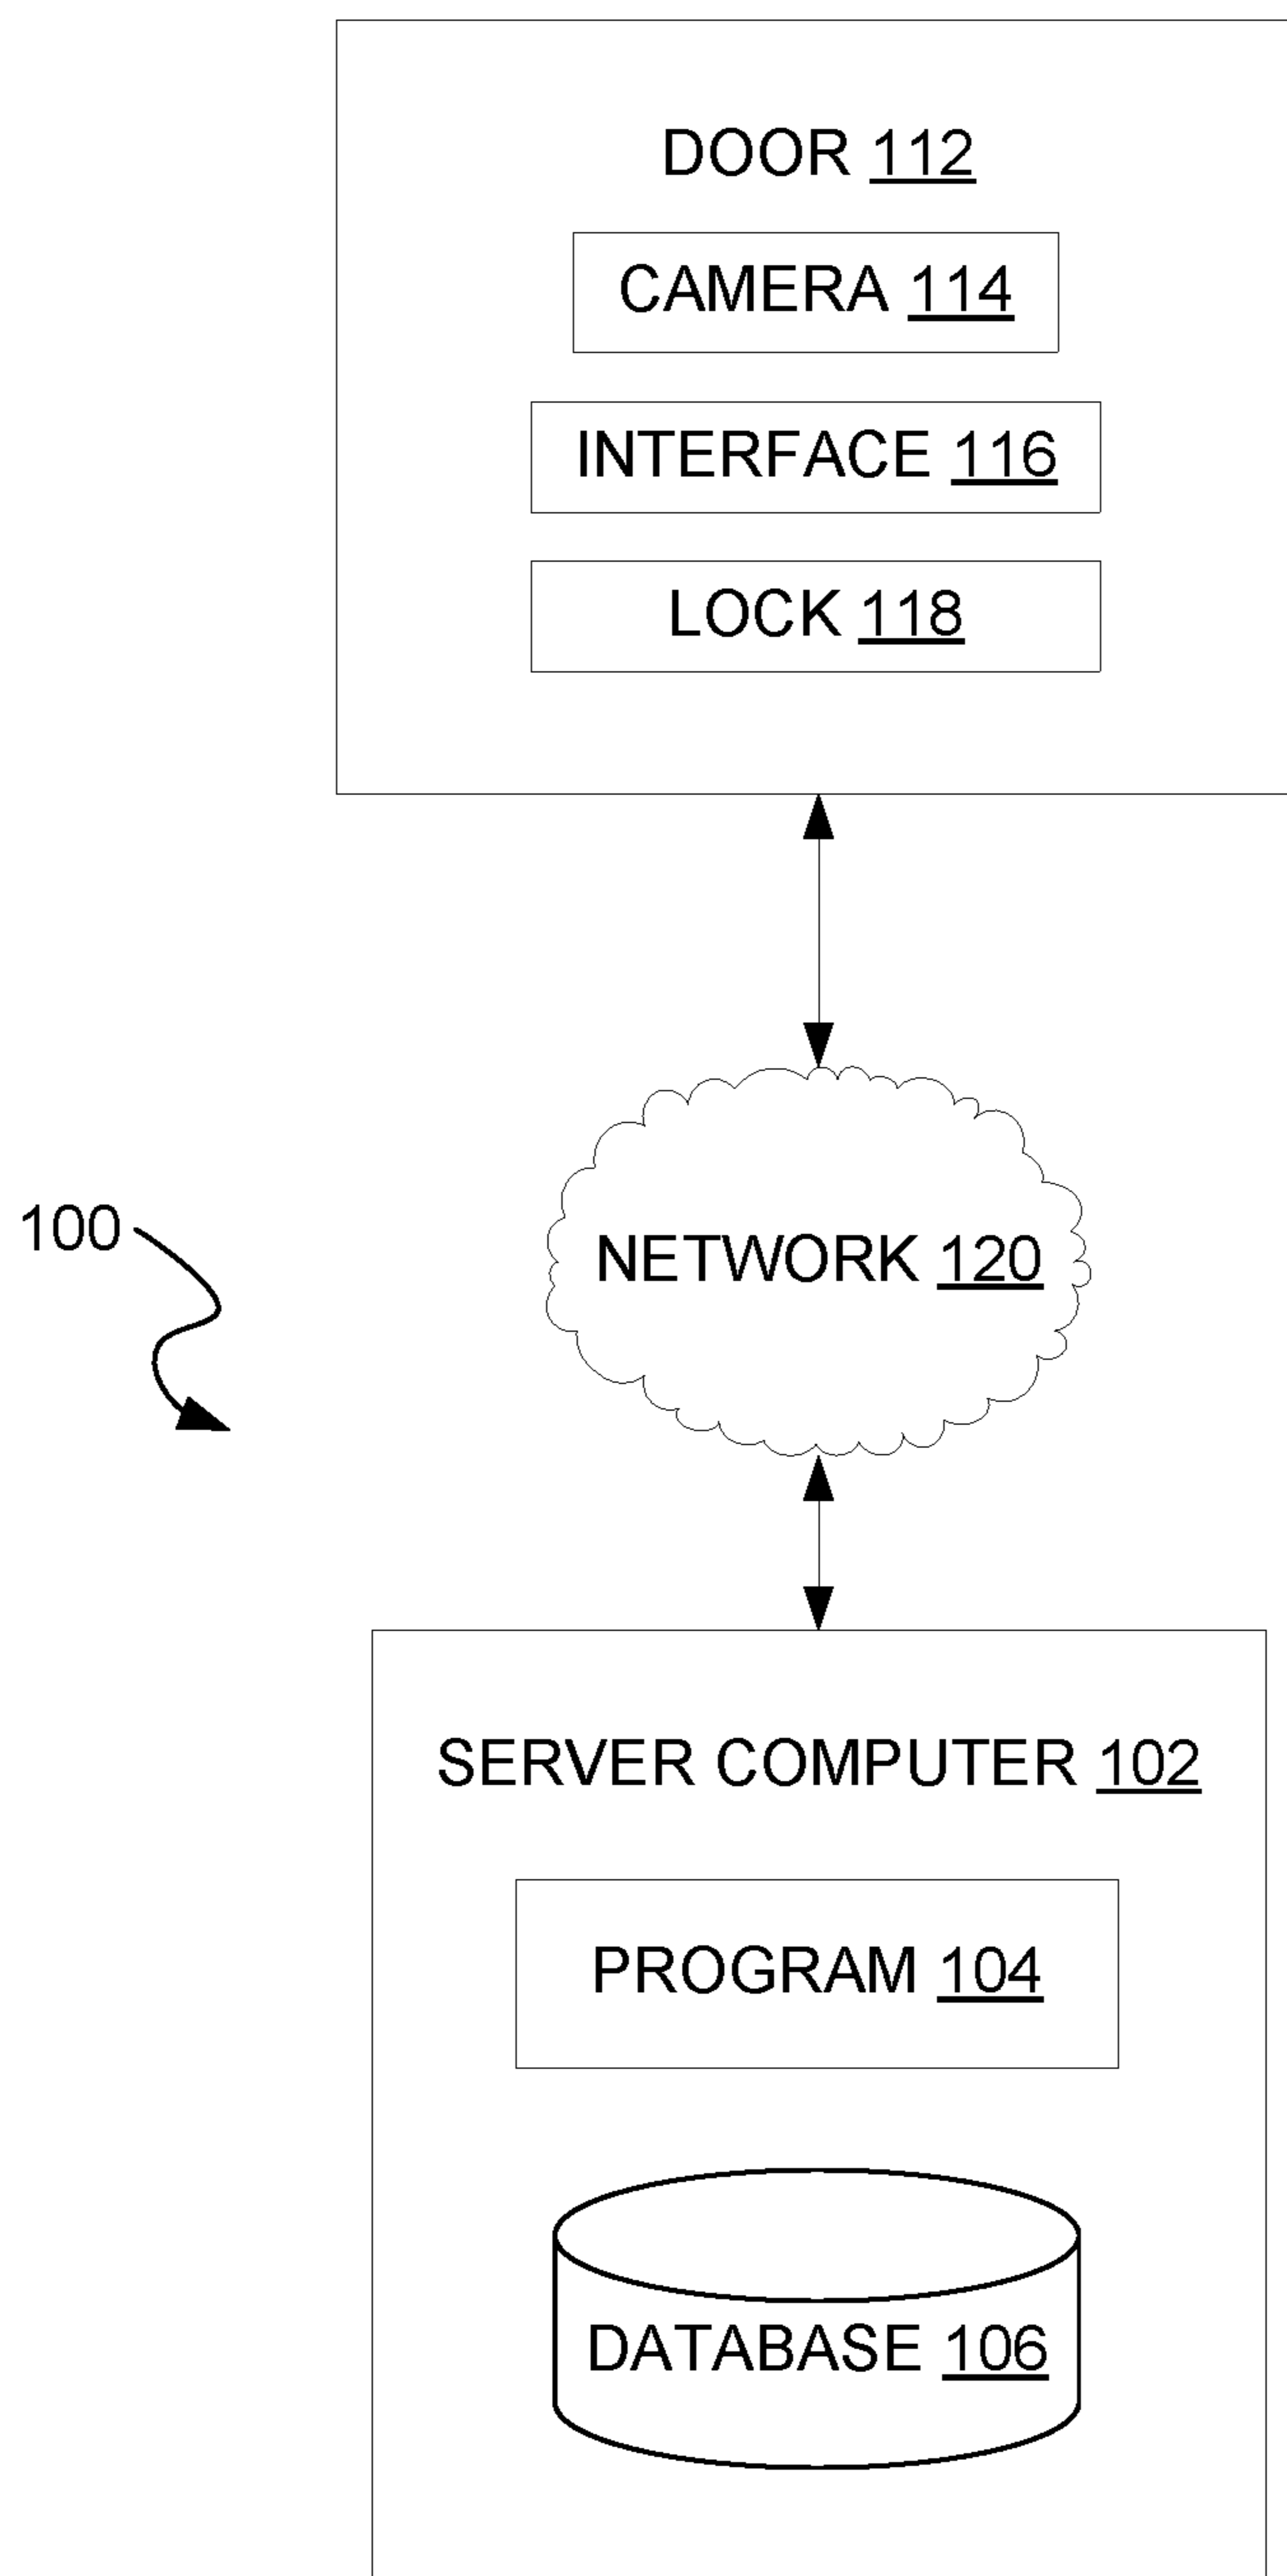 DOOR 112
CAMERA 114
INTERFACE 116
LOCK 118
100
NETWORK 120
SERVER COMPUTER 102
PROGRAM 104
DATABASE 106